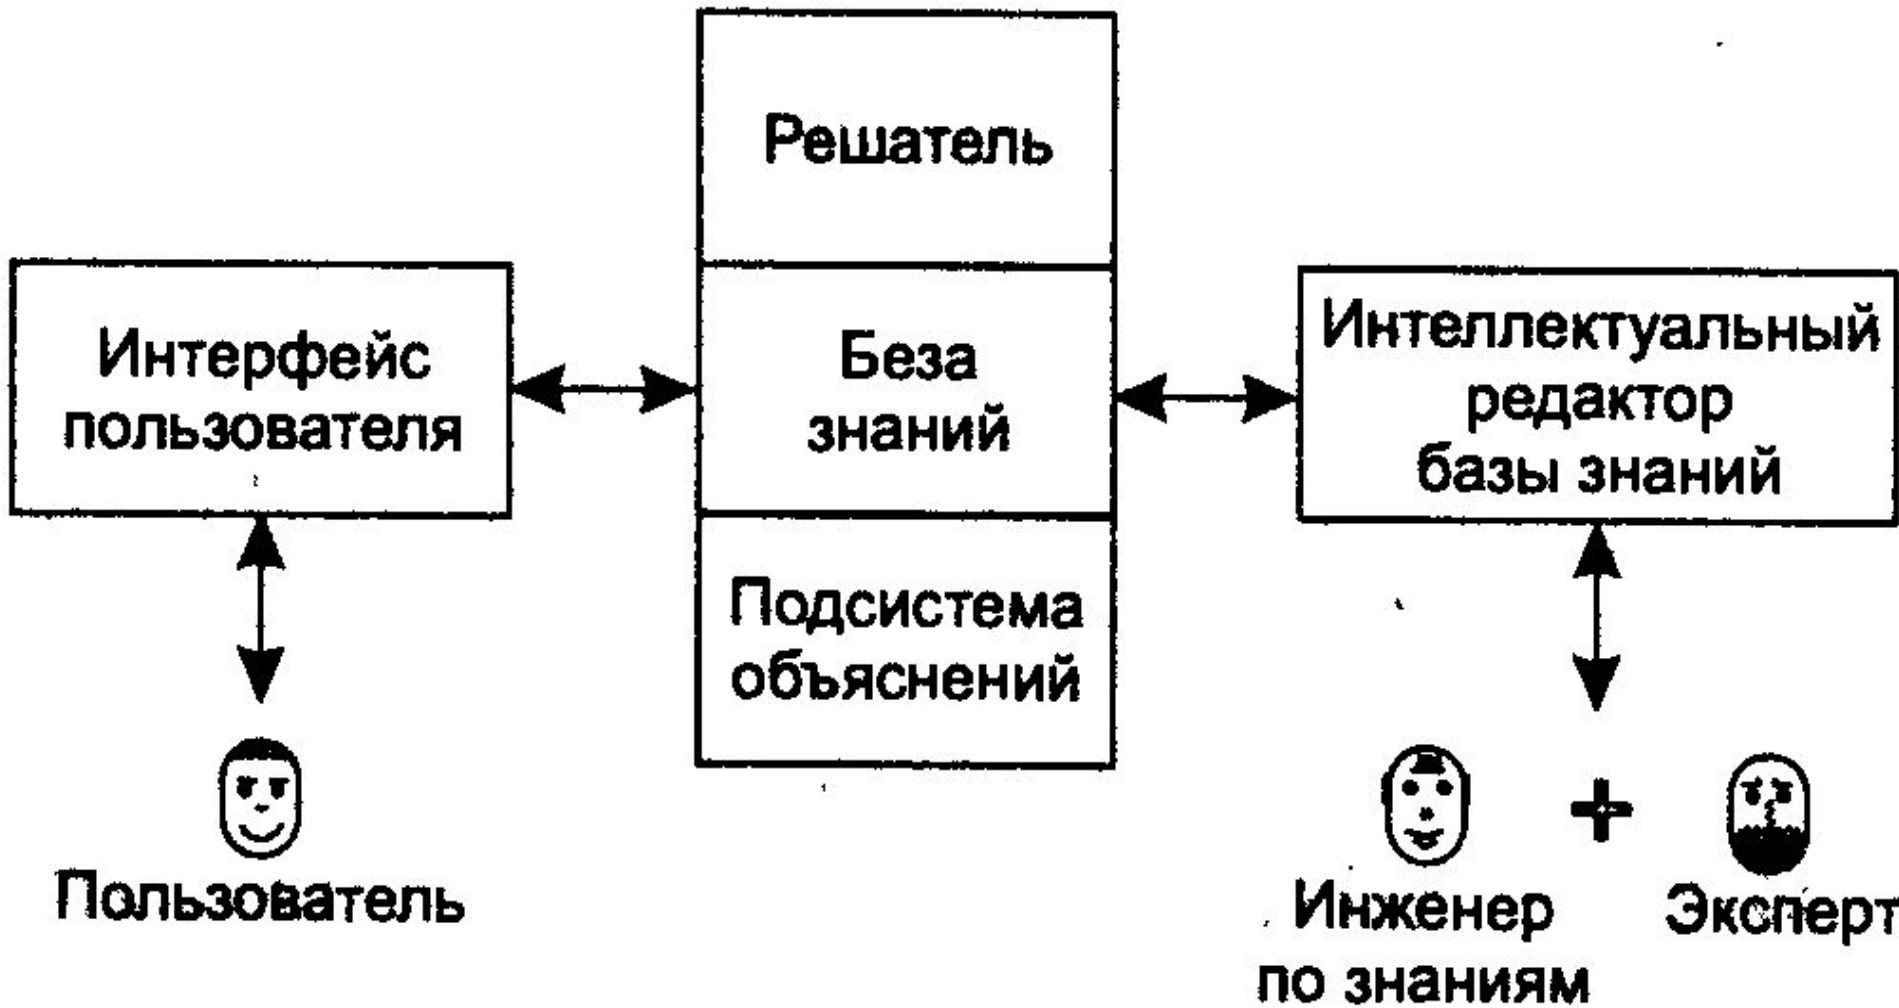 Решатель
Интерфейс
пользователя
Беза
знаний
Интеллектуальный
редактор
базы знаний
Подсистема
объяснений
Пользователь
Инженер
по знаниям
Эксперт